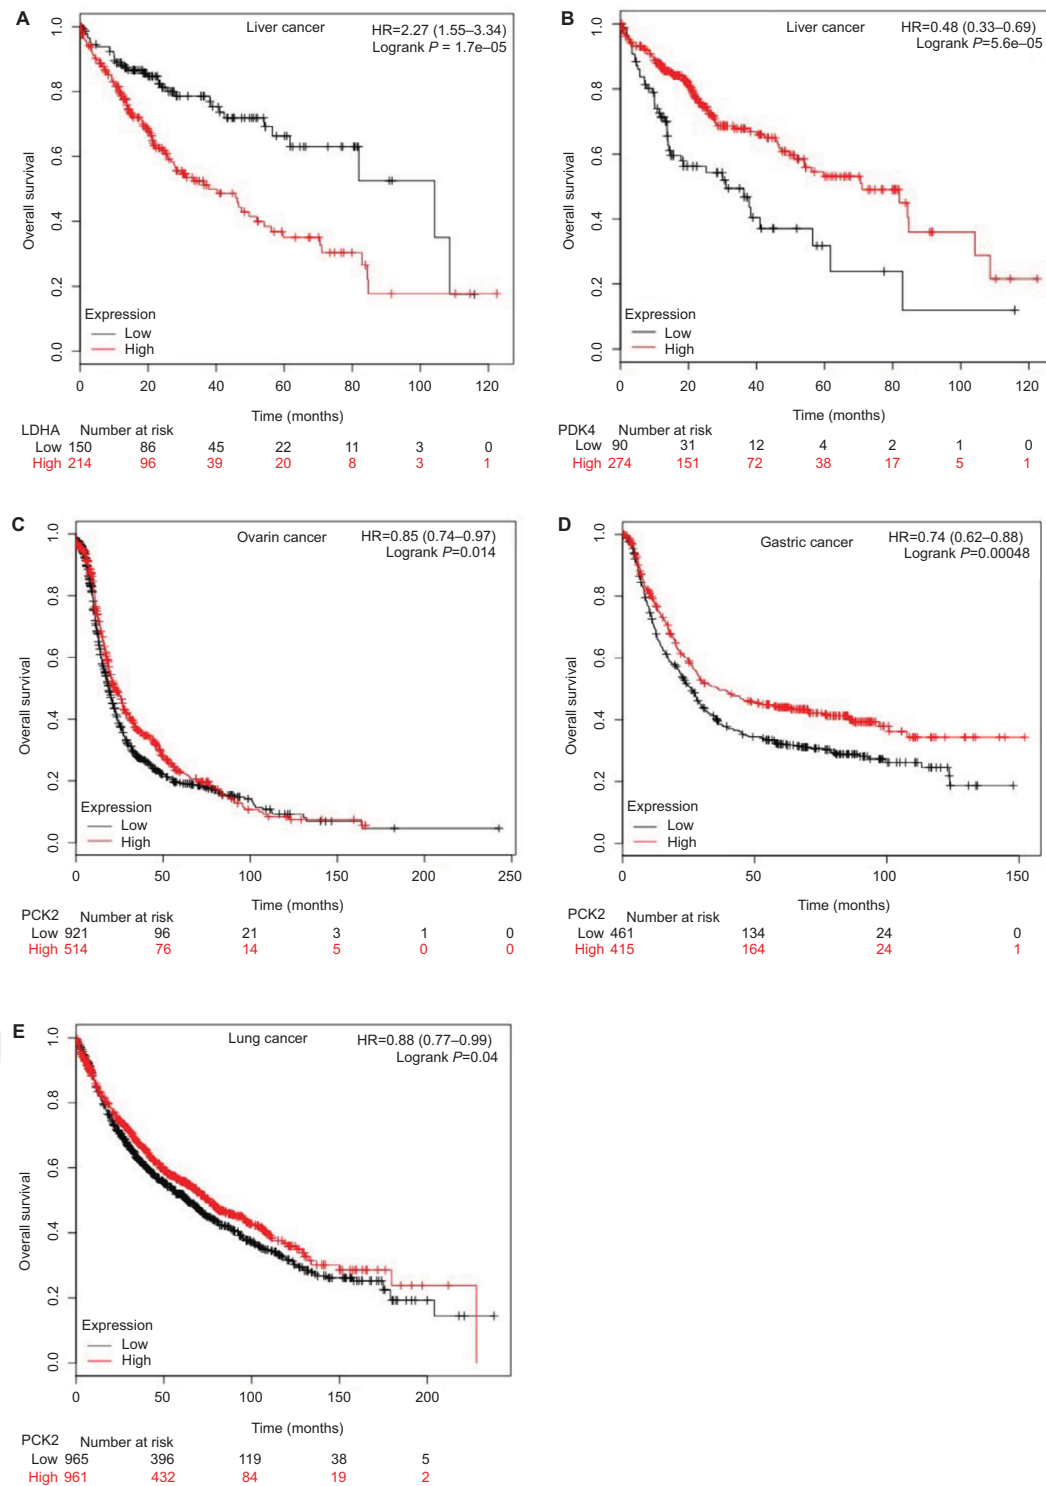 A
Liver cancer
HR=2.27 (1.55–3.34)
Logrank P = 1.7e–05
Overall survival
1.0
0.8
0.6
0.4
0.2
0.0
Expression
Low
High
0 20 40 60 80 100 120
Time (months)
LDHA Number at risk
Low 150 86 45 22 11 3 0
High 214 96 39 20 8 3 1
B
Liver cancer
HR=0.48 (0.33–0.69)
Logrank P=5.6e–05
Overall survival
1.0
0.8
0.6
0.4
0.2
0.0
Expression
Low
High
0 20 40 60 80 100 120
Time (months)
PDK4 Number at risk
Low 90 31 12 4 2 1 0
High 274 151 72 38 17 5 1
C
Ovarin cancer
HR=0.85 (0.74–0.97)
Logrank P=0.014
Overall survival
1.0
0.8
0.6
0.4
0.2
0.0
Expression
Low
High
0 50 100 150 200 250
Time (months)
PCK2 Number at risk
Low 921 96 21 3 1 0
High 514 76 14 5 0 0
D
Gastric cancer
HR=0.74 (0.62–0.88)
Logrank P=0.00048
Overall survival
1.0
0.8
0.6
0.4
0.2
0.0
Expression
Low
High
0 50 100 150
Time (months)
PCK2 Number at risk
Low 461 134 24 0
High 415 164 24 1
E
Lung cancer
HR=0.88 (0.77–0.99)
Logrank P=0.04
Overall survival
1.0
0.8
0.6
0.4
0.2
0.0
Expression
Low
High
0 50 100 150 200
Time (months)
PCK2 Number at risk
Low 965 396 119 38 5
High 961 432 84 19 2